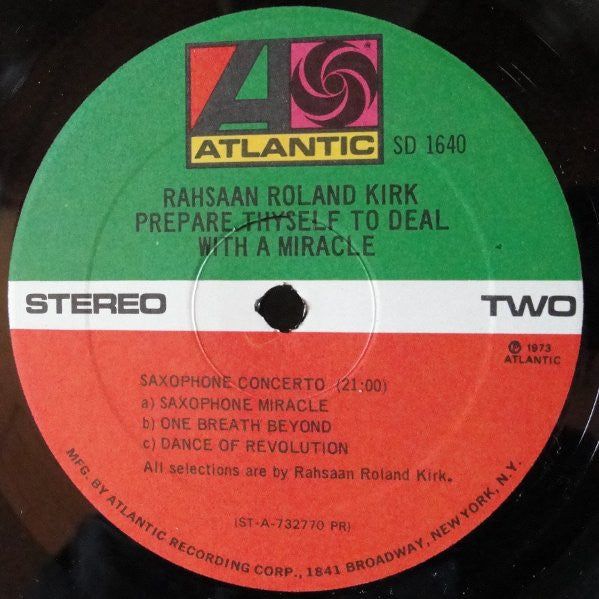 ATLANTIC SD 1640
RAHSAAN ROLAND KIRK
PREPARE THYSELF TO DEAL
WITH A MIRACLE
STEREO TWO
℗ 1973
ATLANTIC
SAXOPHONE CONCERTO (21:00)
a) SAXOPHONE MIRACLE
b) ONE BREATH BEYOND
c) DANCE OF REVOLUTION
All selections are by Rahsaan Roland Kirk.
(ST-A-732770 PR)
MFG. BY ATLANTIC RECORDING CORP., 1841 BROADWAY, NEW YORK, N.Y.